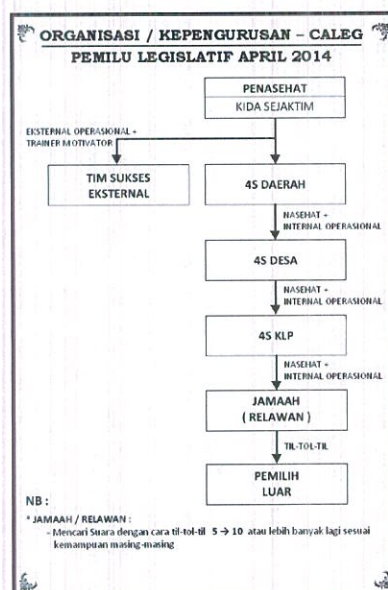 ORGANISASI / KEPENGURUSAN – CALEG
PEMILU LEGISLATIF APRIL 2014
PENASEHAT
KIDA SEJAKTIM
EKSTERNAL OPERASIONAL +
TRAINER MOTIVATOR
TIM SUKSES
EKSTERNAL
4S DAERAH
NASEHAT +
INTERNAL OPERASIONAL
4S DESA
NASEHAT +
INTERNAL OPERASIONAL
4S KLP
NASEHAT +
INTERNAL OPERASIONAL
JAMAAH
( RELAWAN )
TIL-TOL-TIL
PEMILIH
LUAR
NB :
* JAMAAH / RELAWAN :
- Mencari Suara dengan cara til-tol-til 5 → 10 atau lebih banyak lagi sesuai
kemampuan masing-masing